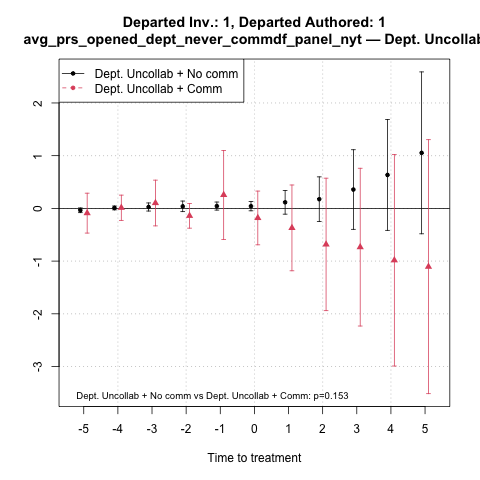 Departed Inv.: 1, Departed Authored: 1
avg_prs_opened_dept_never_commdf_panel_nyt — Dept. Uncollab
Dept. Uncollab + No comm
Dept. Uncollab + Comm
2
1
0
-1
-2
-3
Dept. Uncollab + No comm vs Dept. Uncollab + Comm: p=0.153
-5 -4 -3 -2 -1 0 1 2 3 4 5
Time to treatment